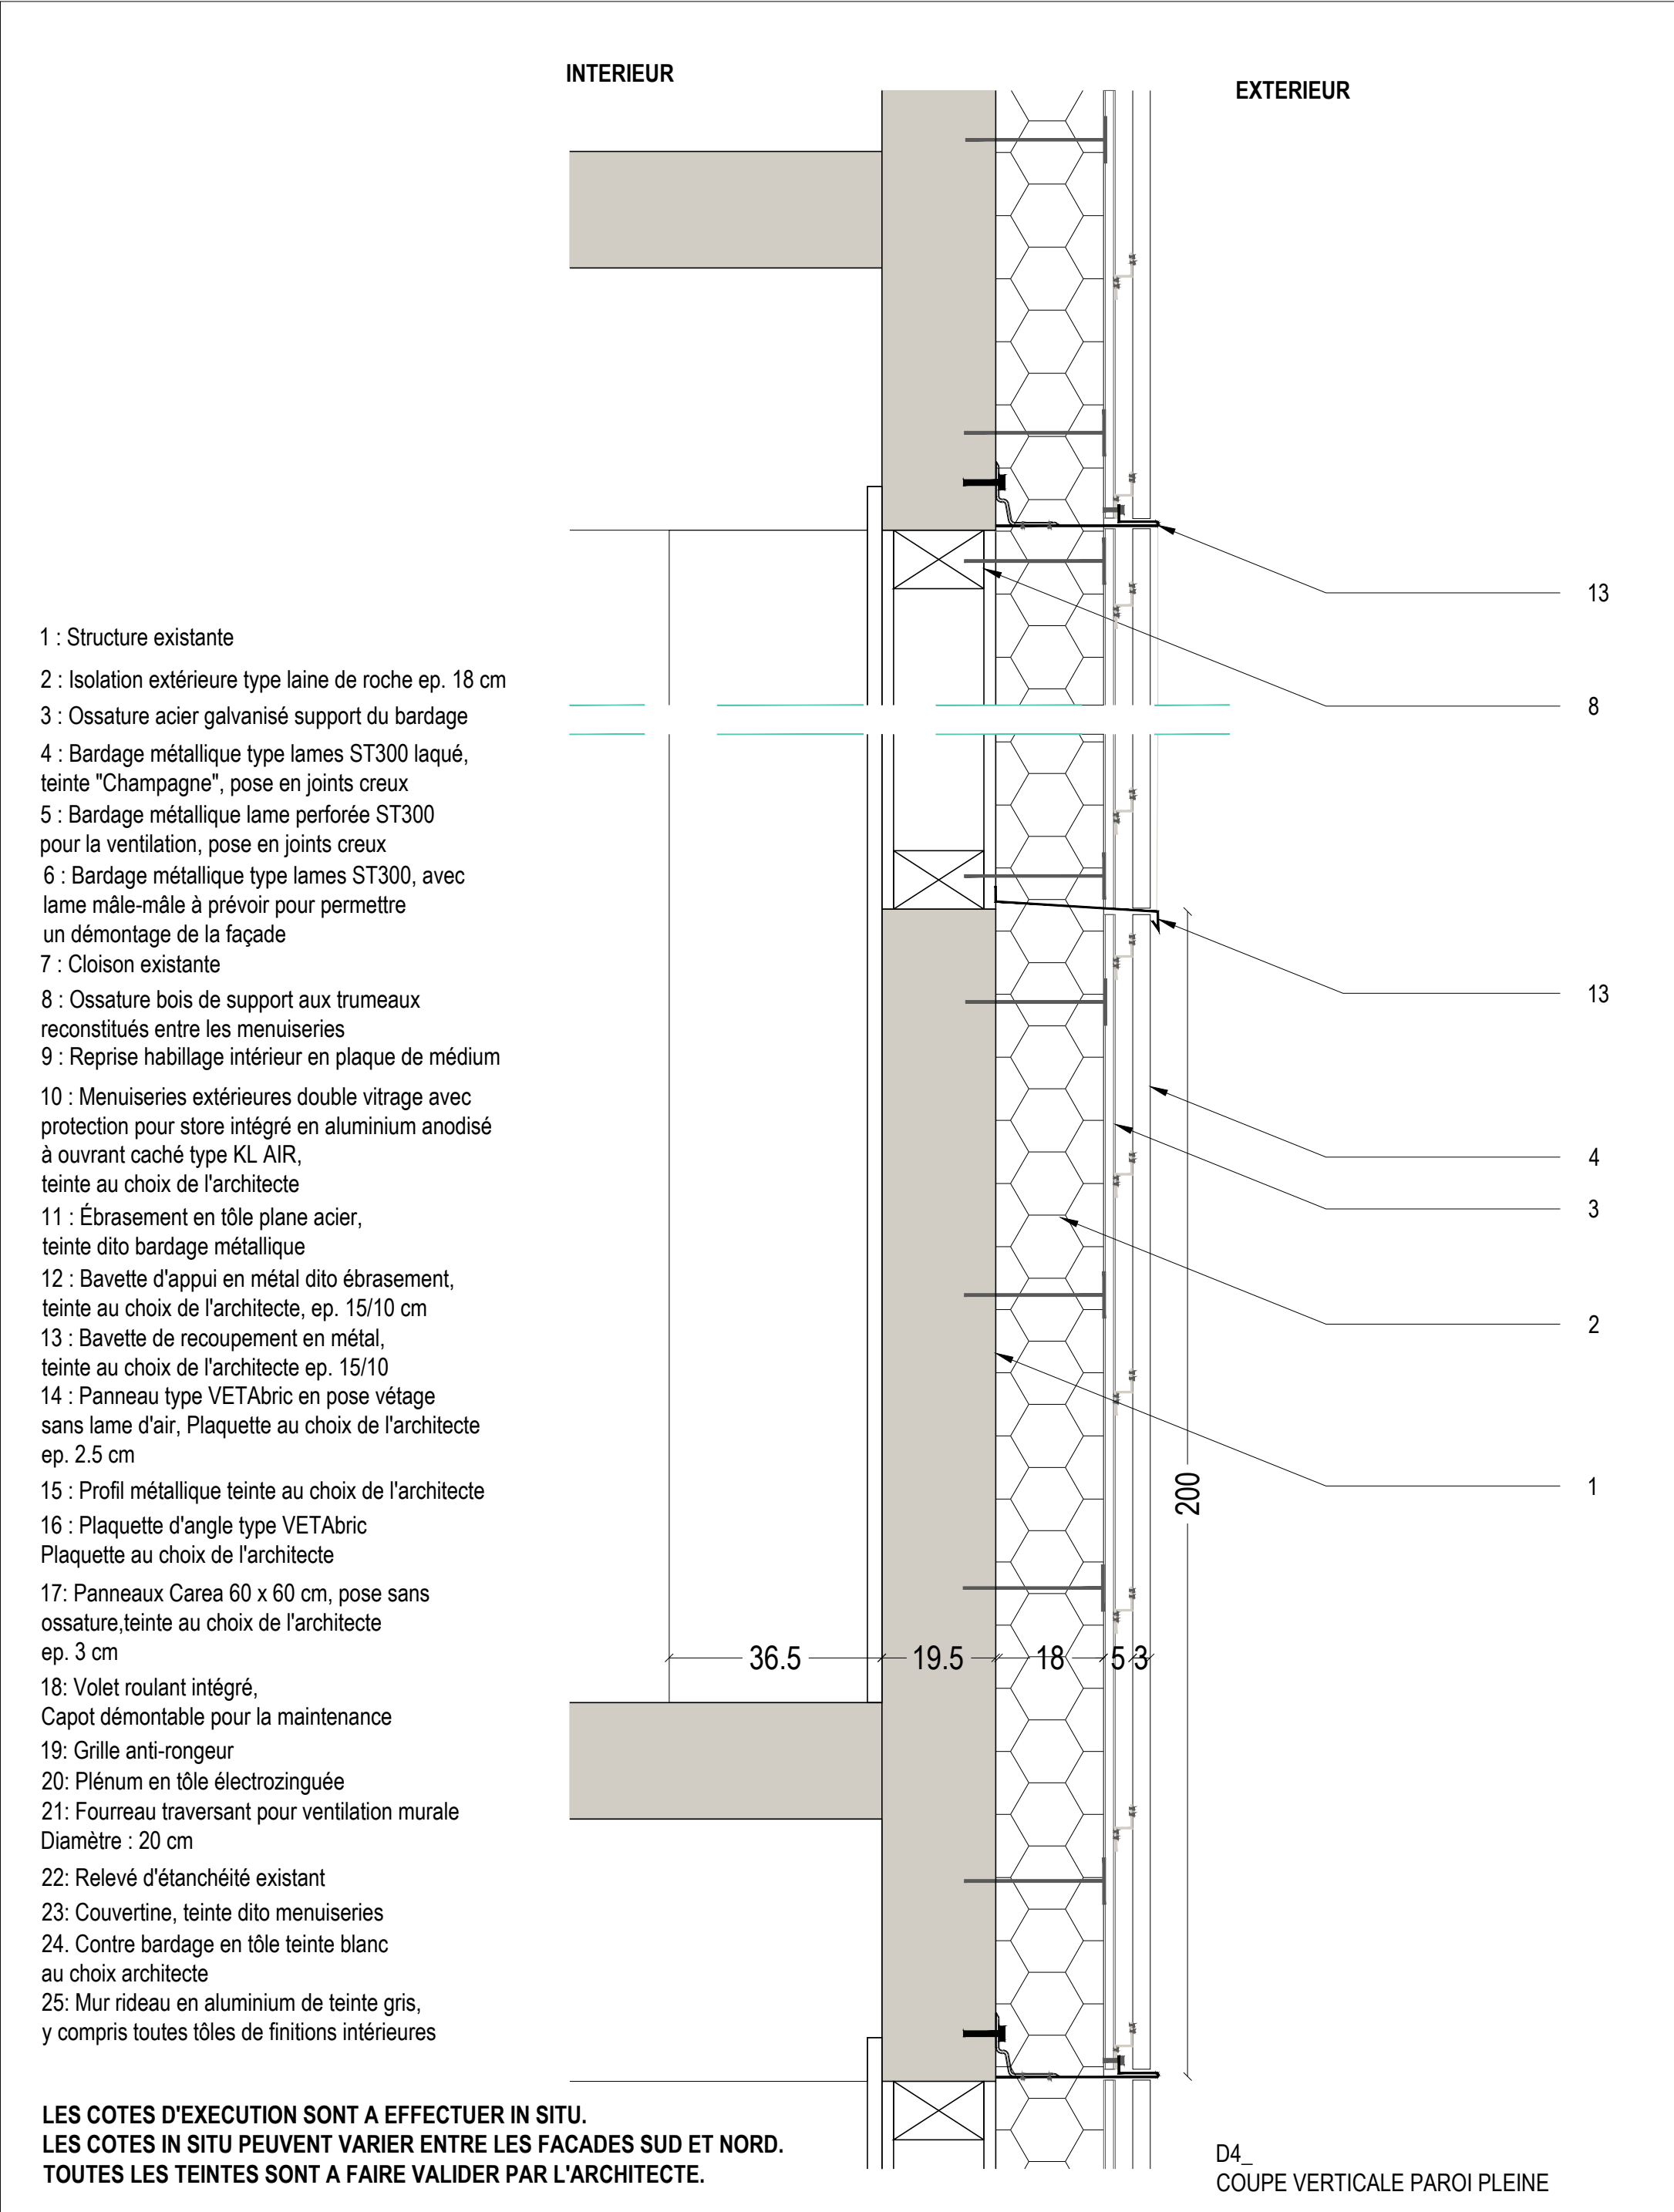 INTERIEUR
EXTERIEUR
1 : Structure existante
2 : Isolation extérieure type laine de roche ep. 18 cm
3 : Ossature acier galvanisé support du bardage
4 : Bardage métallique type lames ST300 laqué,
teinte "Champagne", pose en joints creux
5 : Bardage métallique lame perforée ST300
pour la ventilation, pose en joints creux
6 : Bardage métallique type lames ST300, avec
lame mâle-mâle à prévoir pour permettre
un démontage de la façade
7 : Cloison existante
8 : Ossature bois de support aux trumeaux
reconstitués entre les menuiseries
9 : Reprise habillage intérieur en plaque de médium
10 : Menuiseries extérieures double vitrage avec
protection pour store intégré en aluminium anodisé
à ouvrant caché type KL AIR,
teinte au choix de l'architecte
11 : Ébrasement en tôle plane acier,
teinte dito bardage métallique
12 : Bavette d'appui en métal dito ébrasement,
teinte au choix de l'architecte, ep. 15/10 cm
13 : Bavette de recoupement en métal,
teinte au choix de l'architecte ep. 15/10
14 : Panneau type VETAbric en pose vétage
sans lame d'air, Plaquette au choix de l'architecte
ep. 2.5 cm
15 : Profil métallique teinte au choix de l'architecte
16 : Plaquette d'angle type VETAbric
Plaquette au choix de l'architecte
17: Panneaux Carea 60 x 60 cm, pose sans
ossature,teinte au choix de l'architecte
ep. 3 cm
18: Volet roulant intégré,
Capot démontable pour la maintenance
19: Grille anti-rongeur
20: Plénum en tôle électrozinguée
21: Fourreau traversant pour ventilation murale
Diamètre : 20 cm
22: Relevé d'étanchéité existant
23: Couvertine, teinte dito menuiseries
24. Contre bardage en tôle teinte blanc
au choix architecte
25: Mur rideau en aluminium de teinte gris,
y compris toutes tôles de finitions intérieures
LES COTES D'EXECUTION SONT A EFFECTUER IN SITU.
LES COTES IN SITU PEUVENT VARIER ENTRE LES FACADES SUD ET NORD.
TOUTES LES TEINTES SONT A FAIRE VALIDER PAR L'ARCHITECTE.
13
8
13
4
3
2
1
200
36.5 19.5 18 5 3
D4_
COUPE VERTICALE PAROI PLEINE